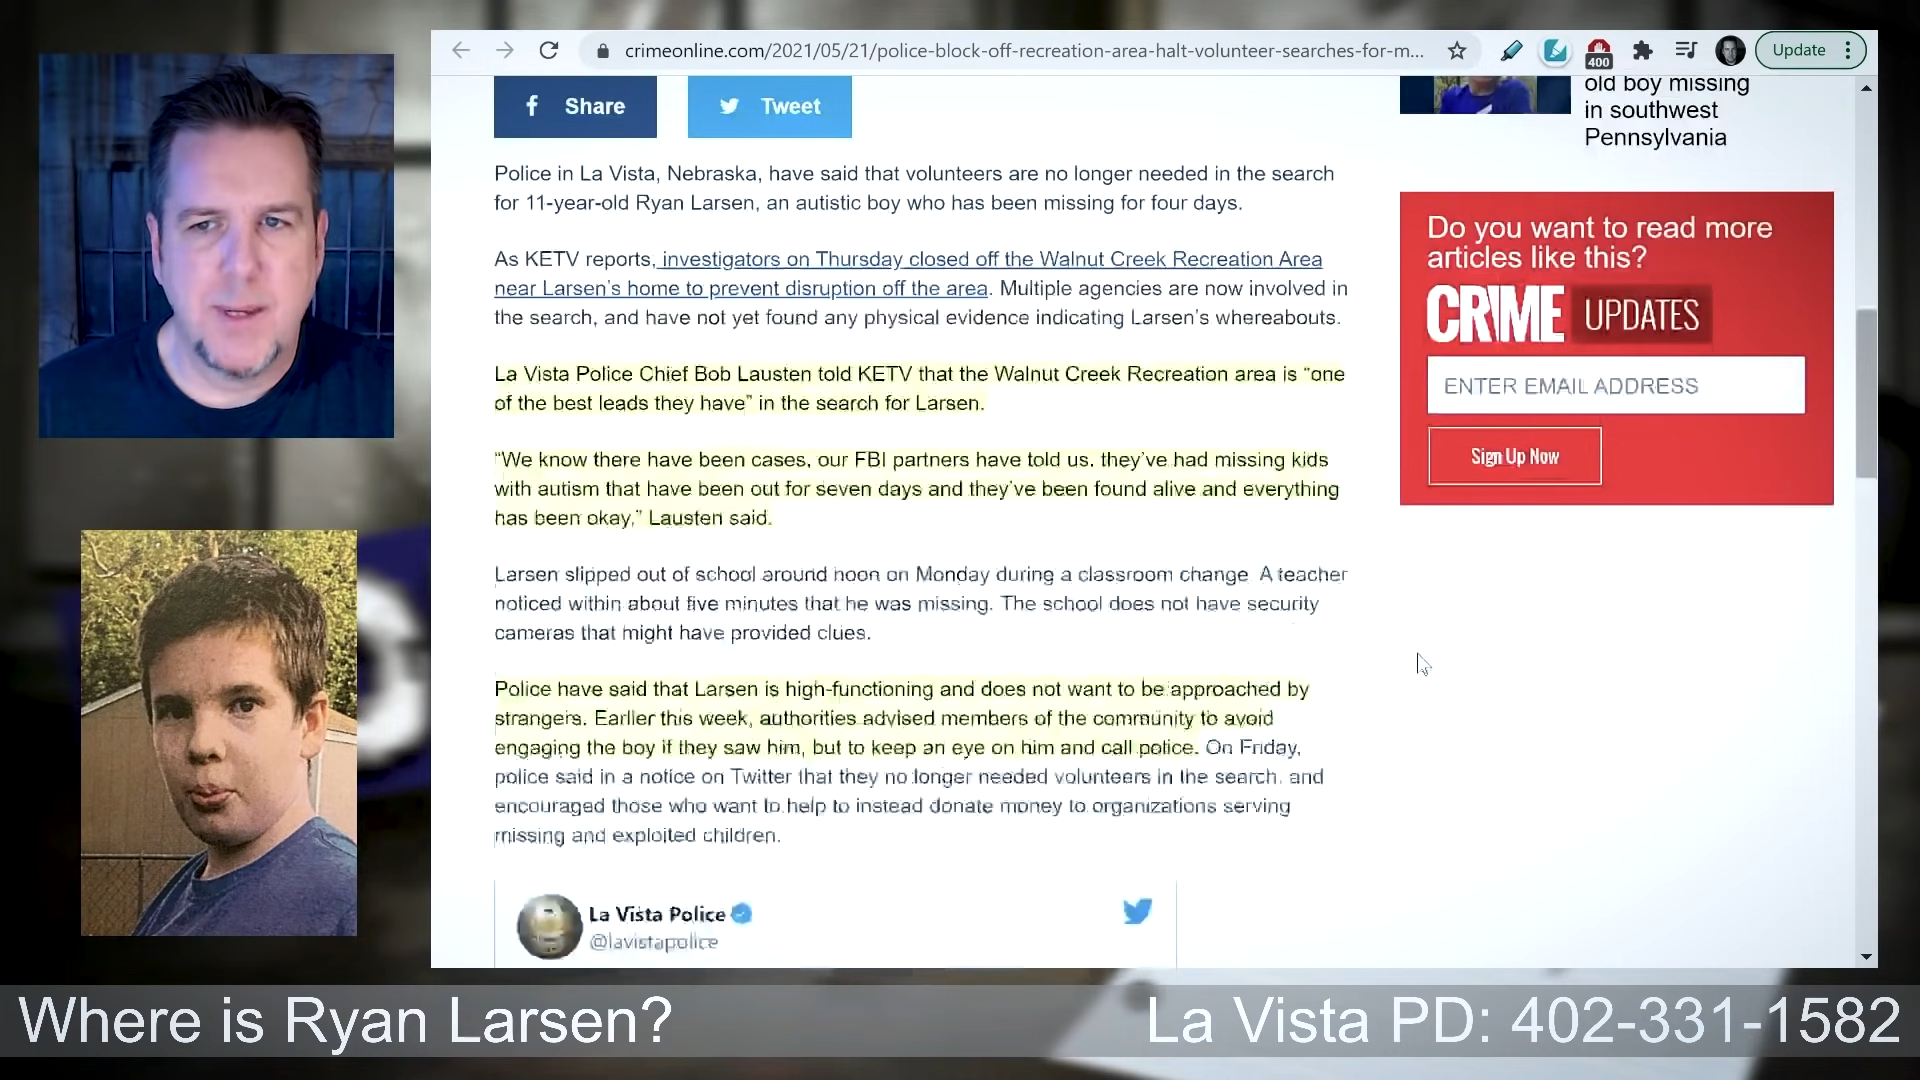 crimeonline.com/2021/05/21/police-block-off-recreation-area-halt-volunteer-searches-for-m...
400
Update
Share
Tweet
old boy missing
in southwest
Pennsylvania
Police in La Vista, Nebraska, have said that volunteers are no longer needed in the search
for 11-year-old Ryan Larsen, an autistic boy who has been missing for four days.
As KETV reports, investigators on Thursday closed off the Walnut Creek Recreation Area
near Larsen's home to prevent disruption off the area. Multiple agencies are now involved in
the search, and have not yet found any physical evidence indicating Larsen's whereabouts.
La Vista Police Chief Bob Lausten told KETV that the Walnut Creek Recreation area is "one
of the best leads they have" in the search for Larsen.
"We know there have been cases, our FBI partners have told us, they've had missing kids
with autism that have been out for seven days and they've been found alive and everything
has been okay," Lausten said.
Larsen slipped out of school around noon on Monday during a classroom change. A teacher
noticed within about five minutes that he was missing. The school does not have security
cameras that might have provided clues.
Police have said that Larsen is high-functioning and does not want to be approached by
strangers. Earlier this week, authorities advised members of the community to avoid
engaging the boy if they saw him, but to keep an eye on him and call police. On Friday,
police said in a notice on Twitter that they no longer needed volunteers in the search, and
encouraged those who want to help to instead donate money to organizations serving
missing and exploited children.
La Vista Police
@lavistapolice
Do you want to read more
articles like this?
CRIME UPDATES
ENTER EMAIL ADDRESS
Sign Up Now
Where is Ryan Larsen?
La Vista PD: 402-331-1582